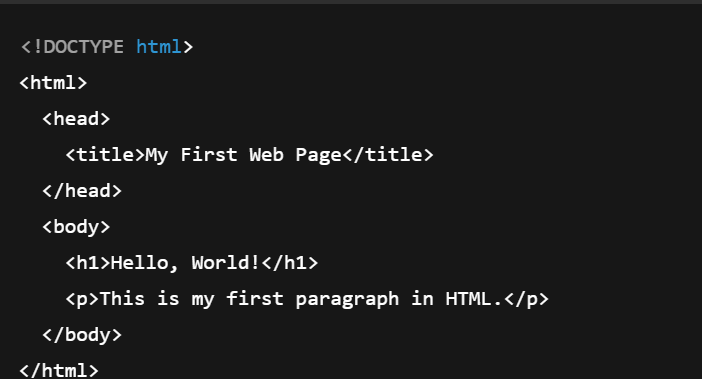 <!DOCTYPE html>
<html>
<head>
<title>My First Web Page</title>
</head>
<body>
<h1>Hello, World!</h1>
<p>This is my first paragraph in HTML.</p>
</body>
</html>